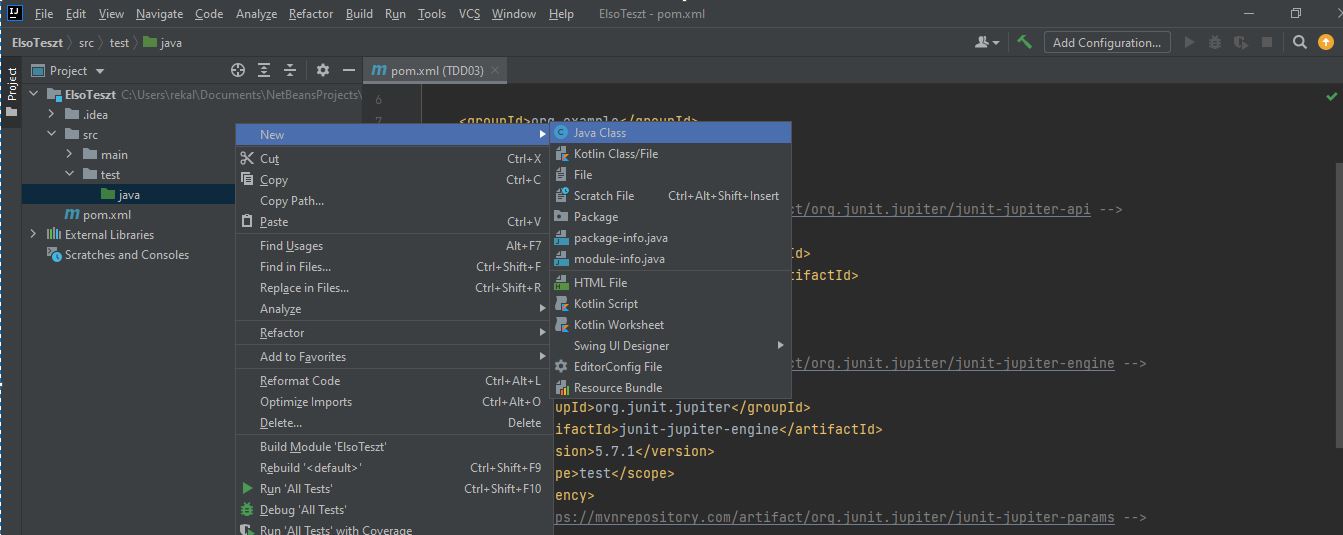 IJ File Edit View Navigate Code Analyze Refactor Build Run Tools VCS Window Help ElsoTeszt - pom.xml
ElsoTeszt src test java Add Configuration...
Project
Project pom.xml (TDD03)
ElsoTeszt C:\Users\rekal\Documents\NetBeansProjects\
.idea
src
main
test
java
pom.xml
External Libraries
Scratches and Consoles
New
Cut Ctrl+X
Copy Ctrl+C
Copy Path...
Paste Ctrl+V
Find Usages Alt+F7
Find in Files... Ctrl+Shift+F
Replace in Files... Ctrl+Shift+R
Analyze
Refactor
Add to Favorites
Reformat Code Ctrl+Alt+L
Optimize Imports Ctrl+Alt+O
Delete... Delete
Build Module 'ElsoTeszt'
Rebuild '<default>' Ctrl+Shift+F9
Run 'All Tests' Ctrl+Shift+F10
Debug 'All Tests'
Run 'All Tests' with Coverage
Java Class
Kotlin Class/File
File
Scratch File Ctrl+Alt+Shift+Insert
Package
package-info.java
module-info.java
HTML File
Kotlin Script
Kotlin Worksheet
Swing UI Designer
EditorConfig File
Resource Bundle
6
7 <groupId>org.example</groupId>
ct/org.junit.jupiter/junit-jupiter-api -->
Id>
artifactId>
ct/org.junit.jupiter/junit-jupiter-engine -->
upId>org.junit.jupiter</groupId>
ifactId>junit-jupiter-engine</artifactId>
sion>5.7.1</version>
pe>test</scope>
ency>
ps://mvnrepository.com/artifact/org.junit.jupiter/junit-jupiter-params -->